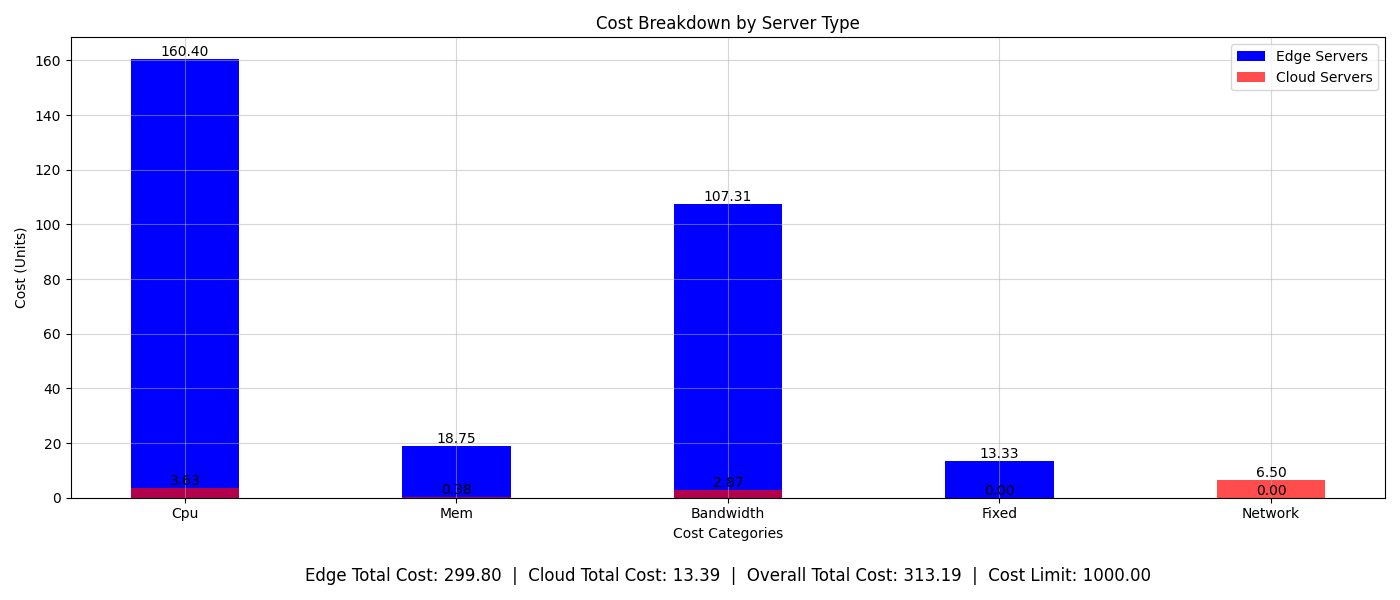 Cost Breakdown by Server Type
Edge Servers
Cloud Servers
Cost (Units)
160
140
120
100
80
60
40
20
0
160.40
3.63
18.75
0.38
107.31
2.87
13.33
0.00
6.50
0.00
Cpu
Mem
Bandwidth
Fixed
Network
Cost Categories
Edge Total Cost: 299.80 | Cloud Total Cost: 13.39 | Overall Total Cost: 313.19 | Cost Limit: 1000.00